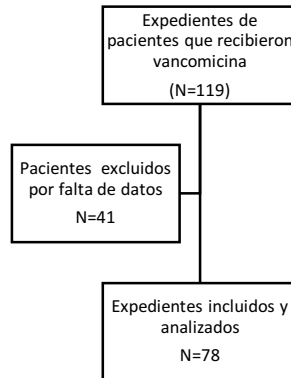 Expedientes de
pacientes que recibieron
vancomicina
(N=119)
Pacientes excluidos
por falta de datos
N=41
Expedientes incluidos y
analizados
N=78